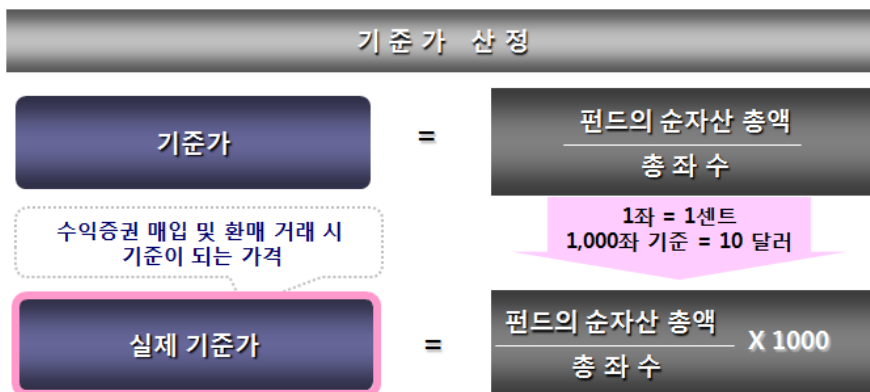 기 준 가 산 정
기준가
=
펀드의 순자산 총액
총 좌 수
수익증권 매입 및 환매 거래 시
기준이 되는 가격
1좌 = 1센트
1,000좌 기준 = 10 달러
실제 기준가
=
펀드의 순자산 총액
총 좌 수
X 1000